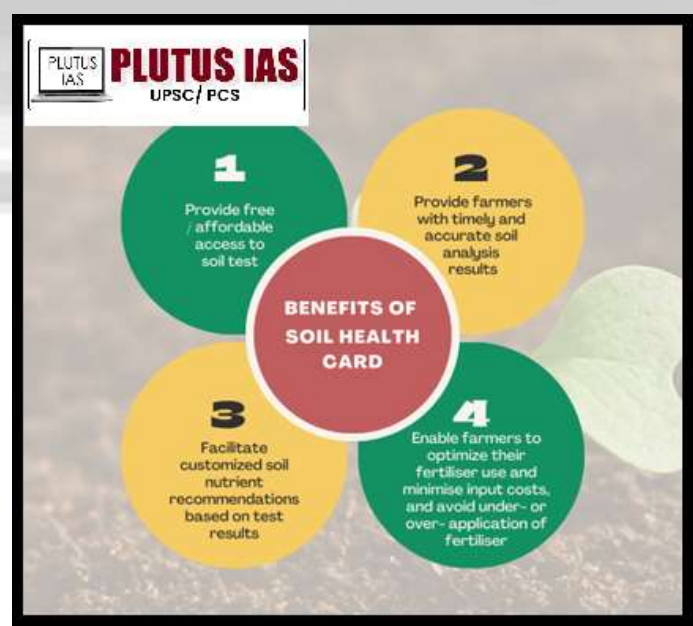 PLUTUS
IAS
PLUTUS IAS
UPSC/ PCS
1
Provide free
/ affordable
access to
soil test
2
Provide farmers
with timely and
accurate soil
analysis
results
BENEFITS OF
SOIL HEALTH
CARD
3
Facilitate
customized soil
nutrient
recommendations
based on test
results
4
Enable farmers to
optimize their
fertiliser use and
minimise input costs,
and avoid under- or
over- application of
fertiliser